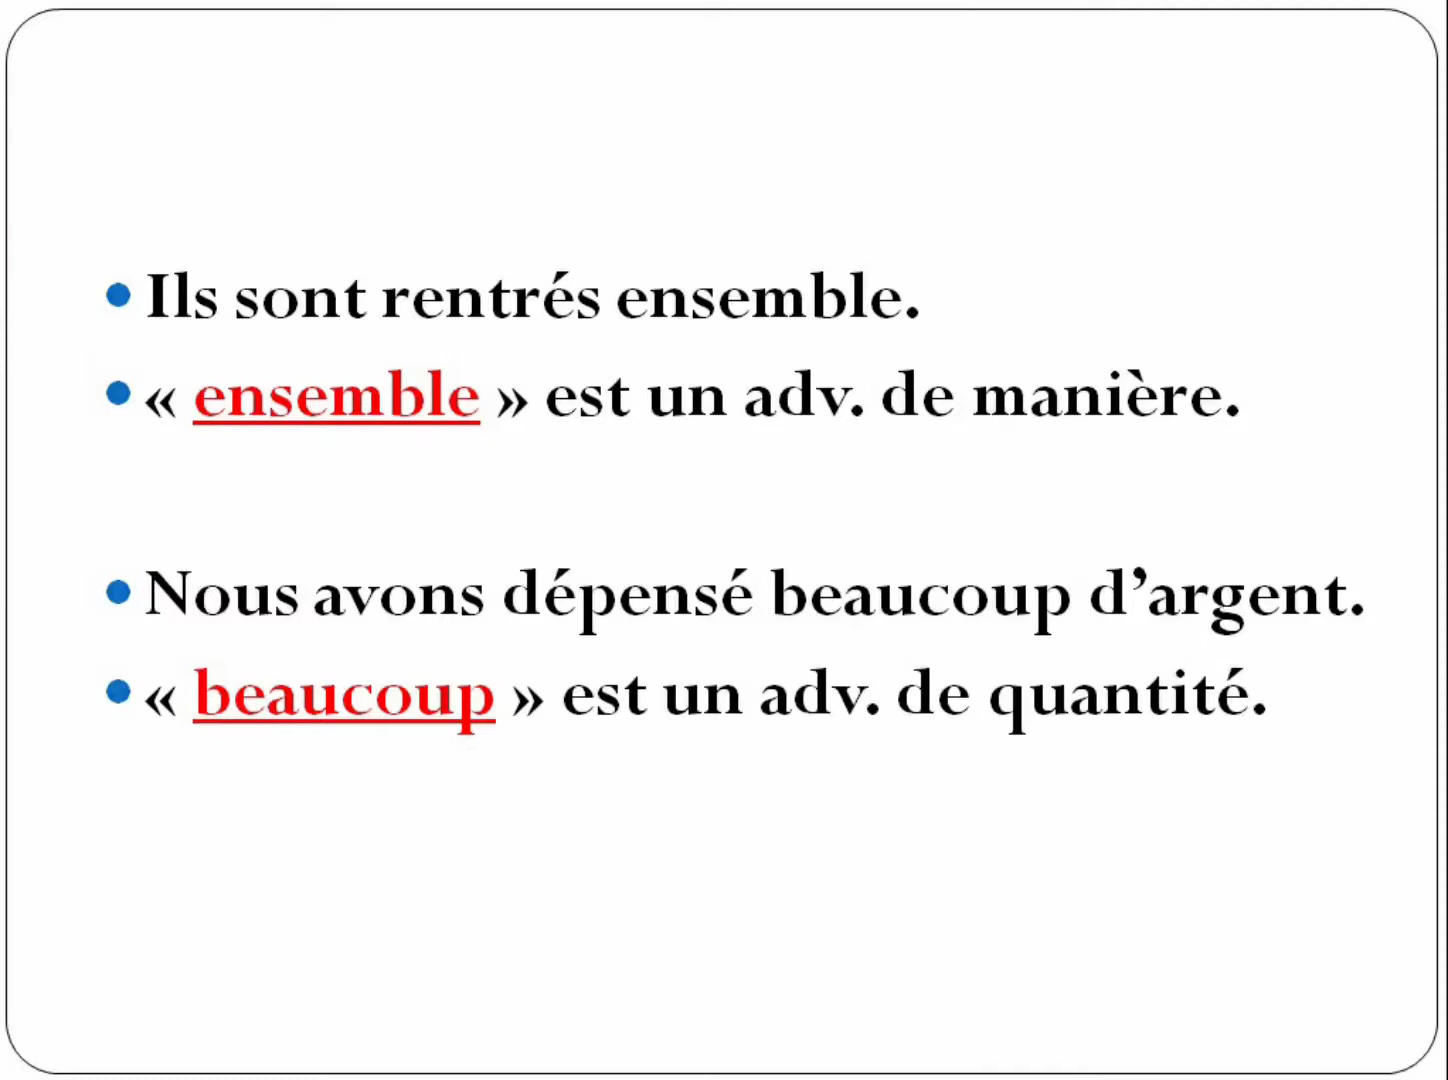 Ils sont rentrés ensemble.
« ensemble » est un adv. de manière.
Nous avons dépensé beaucoup d’argent.
« beaucoup » est un adv. de quantité.